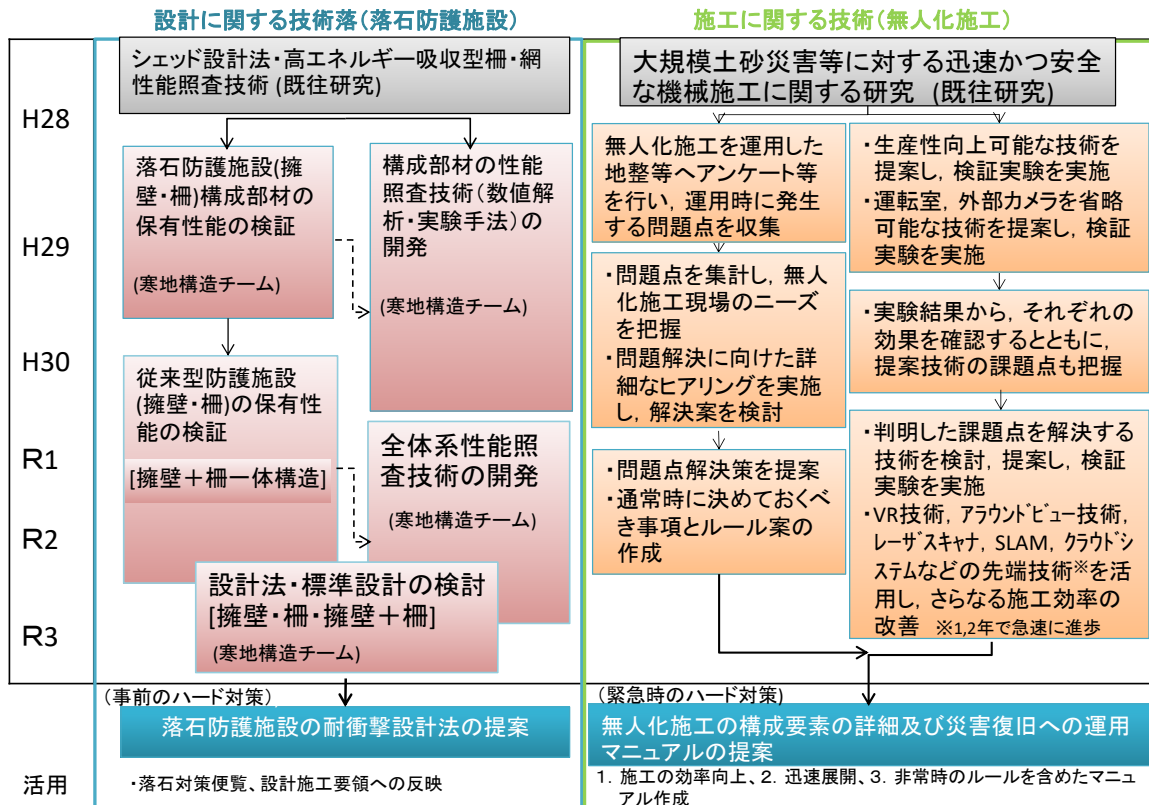 設計に関する技術落(落石防護施設)
施工に関する技術(無人化施工)
H28
H29
H30
R1
R2
R3
活用
シェッド設計法・高エネルギー吸収型柵・網
性能照査技術 (既往研究)
落石防護施設(擁
壁・柵)構成部材の
保有性能の検証
(寒地構造チーム)
構成部材の性能
照査技術(数値解
析・実験手法)の
開発
(寒地構造チーム)
従来型防護施設
(擁壁・柵)の保有性
能の検証
[擁壁+柵一体構造]
全体系性能照
査技術の開発
(寒地構造チーム)
設計法・標準設計の検討
[擁壁・柵・擁壁+柵]
(寒地構造チーム)
(事前のハード対策)
落石防護施設の耐衝撃設計法の提案
・落石対策便覧、設計施工要領への反映
大規模土砂災害等に対する迅速かつ安全
な機械施工に関する研究 (既往研究)
無人化施工を運用した
地整等へアンケート等
を行い,運用時に発生
する問題点を収集
・問題点を集計し,無人
化施工現場のニーズ
を把握
・問題解決に向けた詳
細なヒアリングを実施
し,解決案を検討
・問題点解決策を提案
・通常時に決めておくべ
き事項とルール案の
作成
・生産性向上可能な技術
を提案し,検証実験を実施
・運転室,外部カメラを省略
可能な技術を提案し,検証
実験を実施
・実験結果から,それぞれの
効果を確認するとともに,
提案技術の課題点も把握
・判明した課題点を解決する
技術を検討,提案し,検証
実験を実施
・VR技術,アラウンドビュー技術,
レーザスキャナ,SLAM,クラウドシ
ステムなどの先端技術※を活
用し,さらなる施工効率の
改善 ※1,2年で急速に進歩
(緊急時のハード対策)
無人化施工の構成要素の詳細及び災害復旧への運用
マニュアルの提案
1. 施工の効率向上、2. 迅速展開、3. 非常時のルールを含めたマニュ
アル作成